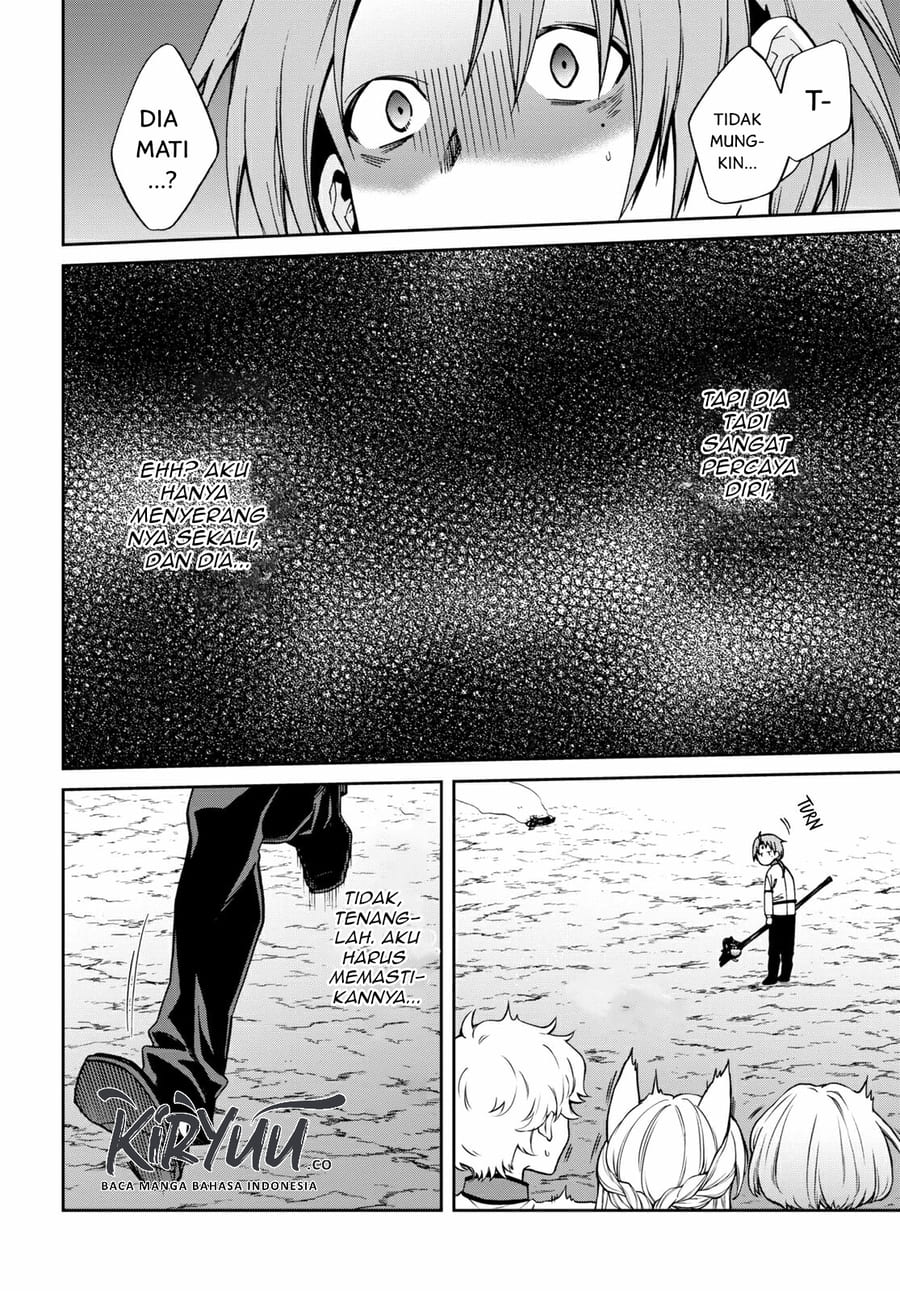 T-
TIDAK
MUNG-
KIN...
DIA
MATI
...?
TAPI DIA
TADI
SANGAT
PERCAYA
DIRI,
EHH? AKU
HANYA
MENYERANG
NYA SEKALI,
DAN DIA...
TURN
TIDAK,
TENANG-
LAH. AKU
HARUS
MEMASTI-
KANNYA...
KIRYUU
.CO
BACA MANGA BAHASA INDONESIA